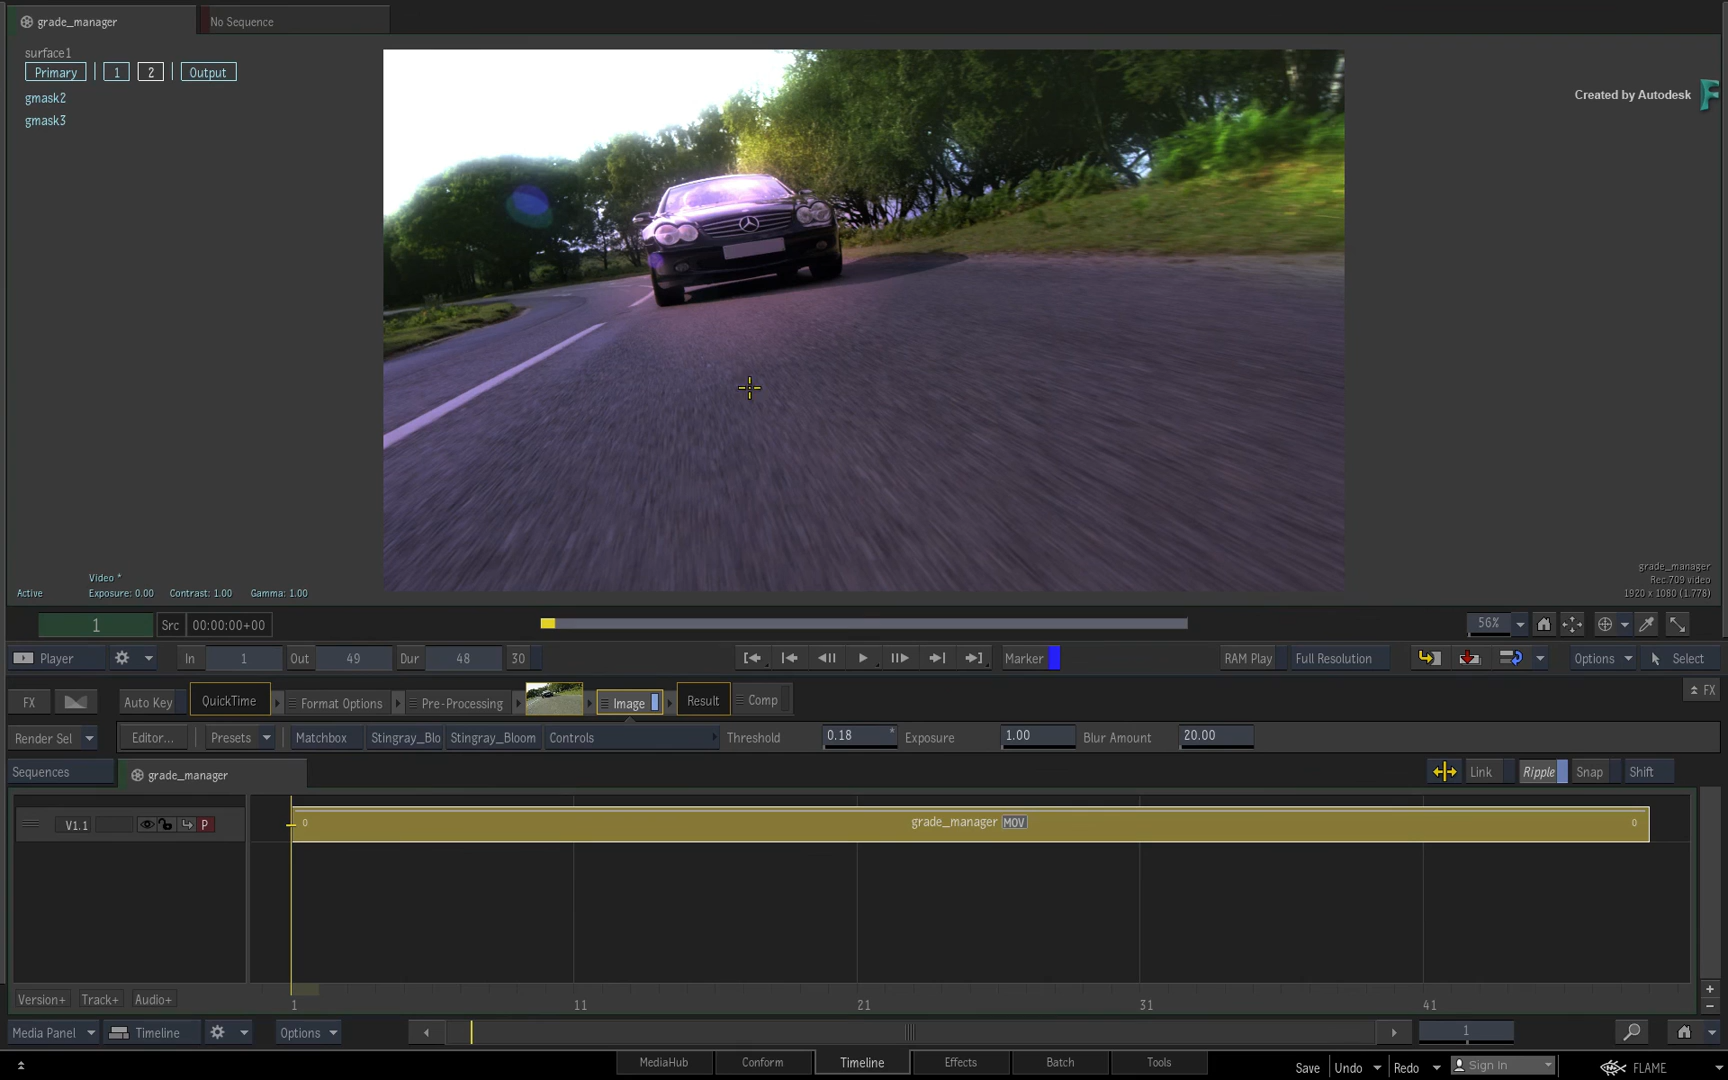 grade_manager
No Sequence
surface1
Primary | 1 2 | Output
gmask2
gmask3
Created by Autodesk
Video *
Active Exposure: 0.00 Contrast: 1.00 Gamma: 1.00
grade_manager
Rec.709 video
1920 x 1080 (1.778)
1 Src 00:00:00+00 56%
Player In 1 Out 49 Dur 48 30 Marker RAM Play Full Resolution Options Select
FX Auto Key QuickTime Format Options Pre-Processing Image Result Comp FX
Render Sel Editor... Presets Matchbox Stingray_Blo Stingray_Bloom Controls Threshold 0.18 * Exposure 1.00 Blur Amount 20.00
Sequences grade_manager Link Ripple Snap Shift
V1.1 P 0 grade_manager MOV 0
Version+ Track+ Audio+ 1 11 21 31 41
Media Panel Timeline Options 1
MediaHub Conform Timeline Effects Batch Tools Save Undo Redo Sign In FLAME